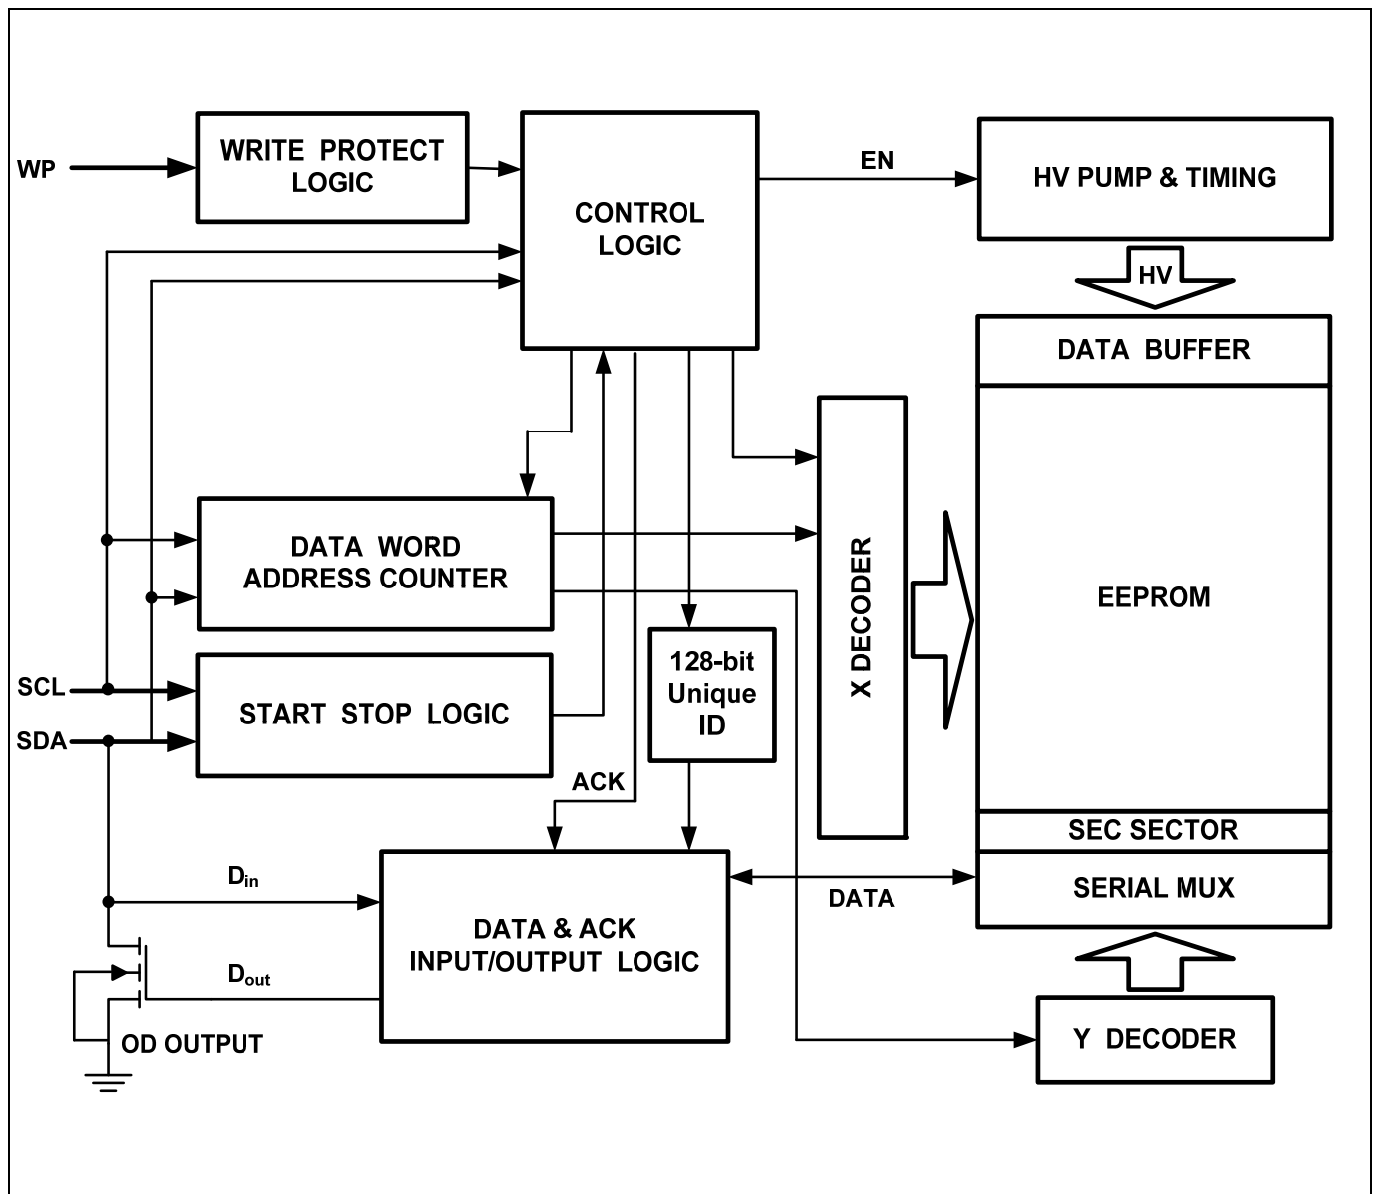 WP
WRITE PROTECT
LOGIC
CONTROL
LOGIC
EN
HV PUMP & TIMING
HV
DATA BUFFER
EEPROM
SEC SECTOR
SERIAL MUX
DATA WORD
ADDRESS COUNTER
X DECODER
128-bit
Unique
ID
SCL
SDA
START STOP LOGIC
ACK
Din
DATA & ACK
INPUT/OUTPUT LOGIC
DATA
Dout
OD OUTPUT
Y DECODER